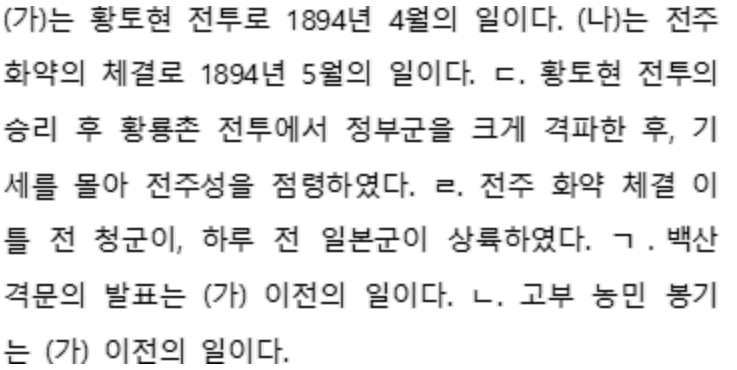 (가)는 황토현 전투로 1894년 4월의 일이다. (나)는 전주
화약의 체결로 1894년 5월의 일이다. ㄷ. 황토현 전투의
승리 후 황룡촌 전투에서 정부군을 크게 격파한 후, 기
세를 몰아 전주성을 점령하였다. ㄹ. 전주 화약 체결 이
틀 전 청군이, 하루 전 일본군이 상륙하였다. ㄱ . 백산
격문의 발표는 (가) 이전의 일이다. ㄴ. 고부 농민 봉기
는 (가) 이전의 일이다.